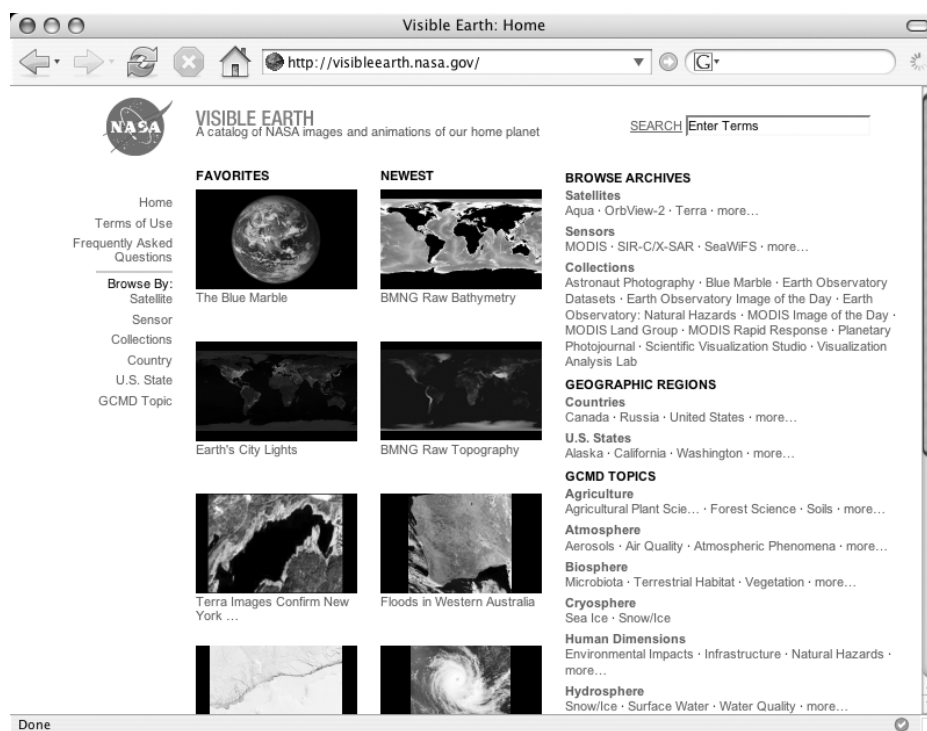 Visible Earth: Home
http://visibleearth.nasa.gov/
G
NASA
VISIBLE EARTH
A catalog of NASA images and animations of our home planet
SEARCH Enter Terms
Home
Terms of Use
Frequently Asked
Questions
Browse By:
Satellite
Sensor
Collections
Country
U.S. State
GCMD Topic
FAVORITES
The Blue Marble
Earth's City Lights
Terra Images Confirm New
York …
NEWEST
BMNG Raw Bathymetry
BMNG Raw Topography
Floods in Western Australia
BROWSE ARCHIVES
Satellites
Aqua · OrbView-2 · Terra · more…
Sensors
MODIS · SIR-C/X-SAR · SeaWiFS · more…
Collections
Astronaut Photography · Blue Marble · Earth Observatory
Datasets · Earth Observatory Image of the Day · Earth
Observatory: Natural Hazards · MODIS Image of the Day ·
MODIS Land Group · MODIS Rapid Response · Planetary
Photojournal · Scientific Visualization Studio · Visualization
Analysis Lab
GEOGRAPHIC REGIONS
Countries
Canada · Russia · United States · more…
U.S. States
Alaska · California · Washington · more…
GCMD TOPICS
Agriculture
Agricultural Plant Scie… · Forest Science · Soils · more…
Atmosphere
Aerosols · Air Quality · Atmospheric Phenomena · more…
Biosphere
Microbiota · Terrestrial Habitat · Vegetation · more…
Cryosphere
Sea Ice · Snow/Ice
Human Dimensions
Environmental Impacts · Infrastructure · Natural Hazards ·
more…
Hydrosphere
Snow/Ice · Surface Water · Water Quality · more…
Done